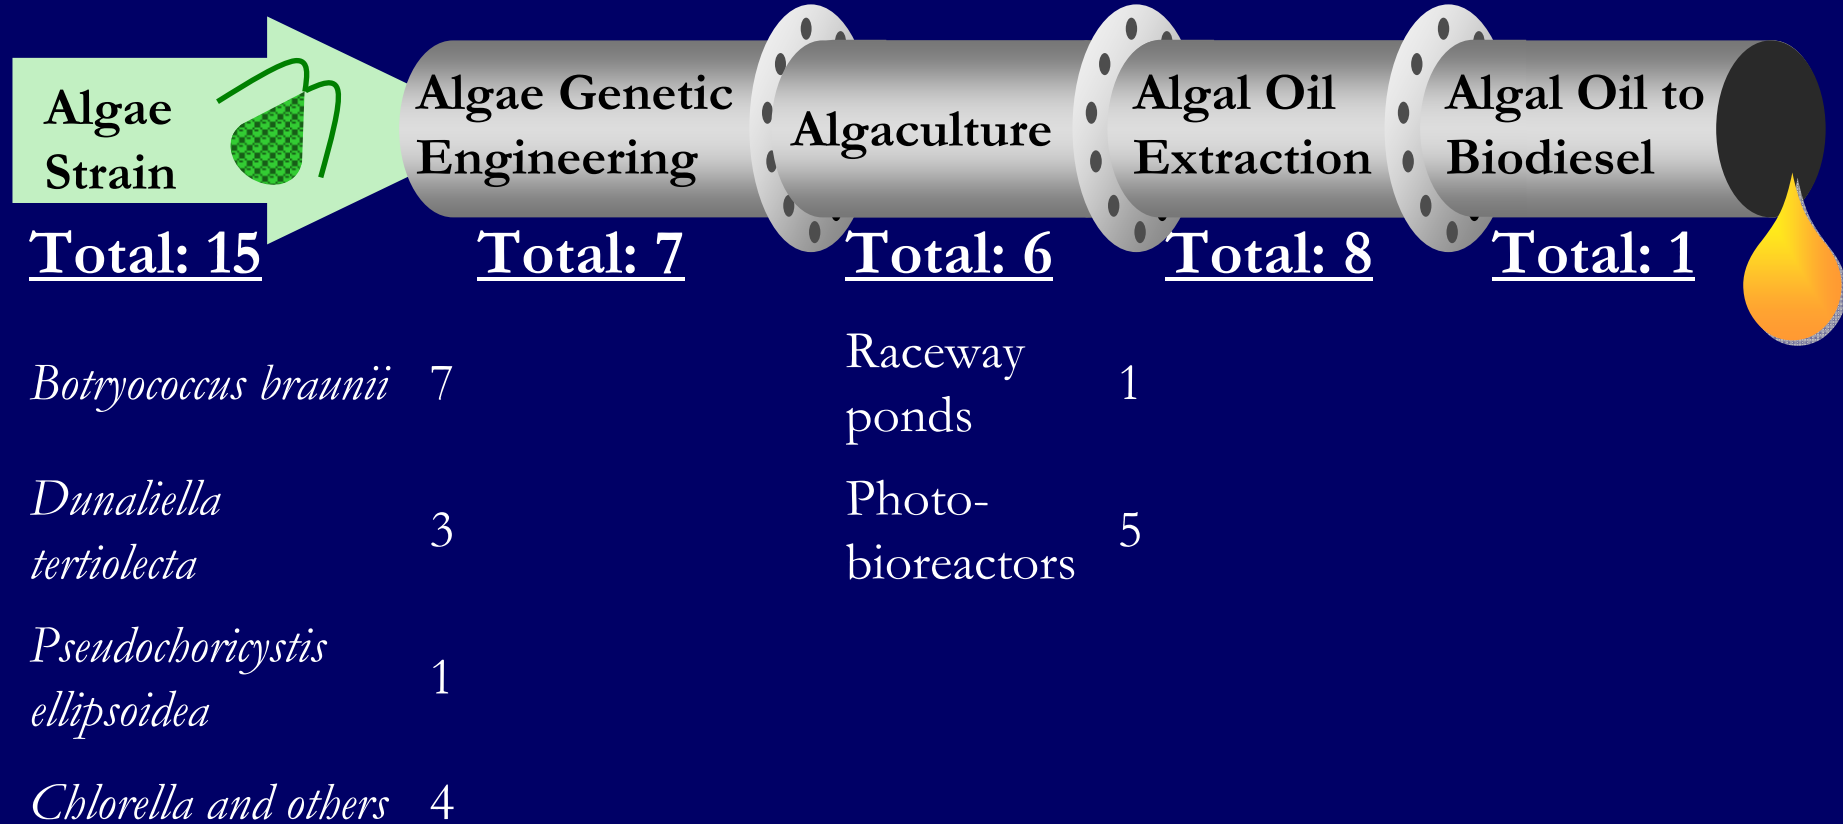 Algae
Strain
Algae Genetic
Engineering
Algaculture
Algal Oil
Extraction
Algal Oil to
Biodiesel
Total: 15
Total: 7
Total: 6
Total: 8
Total: 1
Botryococcus braunii 7
Dunaliella
tertiolecta
3
Pseudochoricystis
ellipsoidea
1
Chlorella and others 4
Raceway
ponds
1
Photo-
bioreactors
5